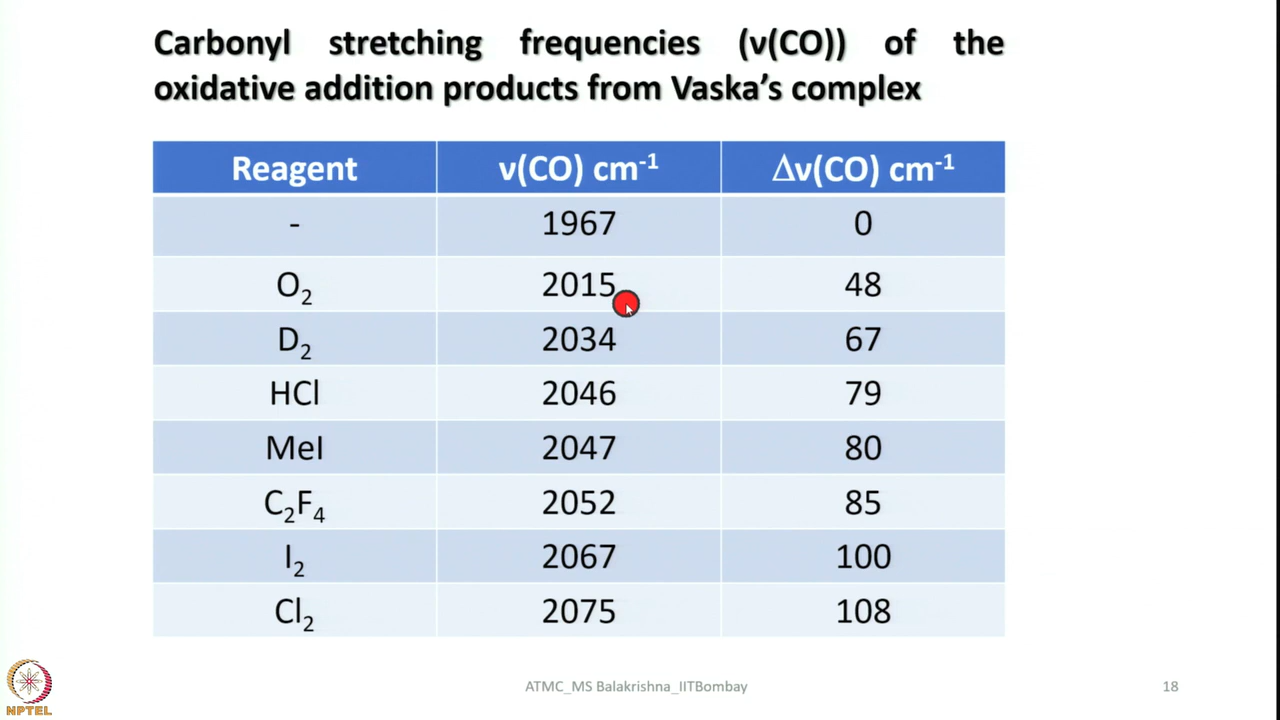 Carbonyl stretching frequencies (ν(CO)) of the
oxidative addition products from Vaska's complex
Reagent ν(CO) cm⁻¹ Δν(CO) cm⁻¹
- 1967 0
O₂ 2015 48
D₂ 2034 67
HCl 2046 79
MeI 2047 80
C₂F₄ 2052 85
I₂ 2067 100
Cl₂ 2075 108
NPTEL
ATMC_MS Balakrishna_IITBombay
18